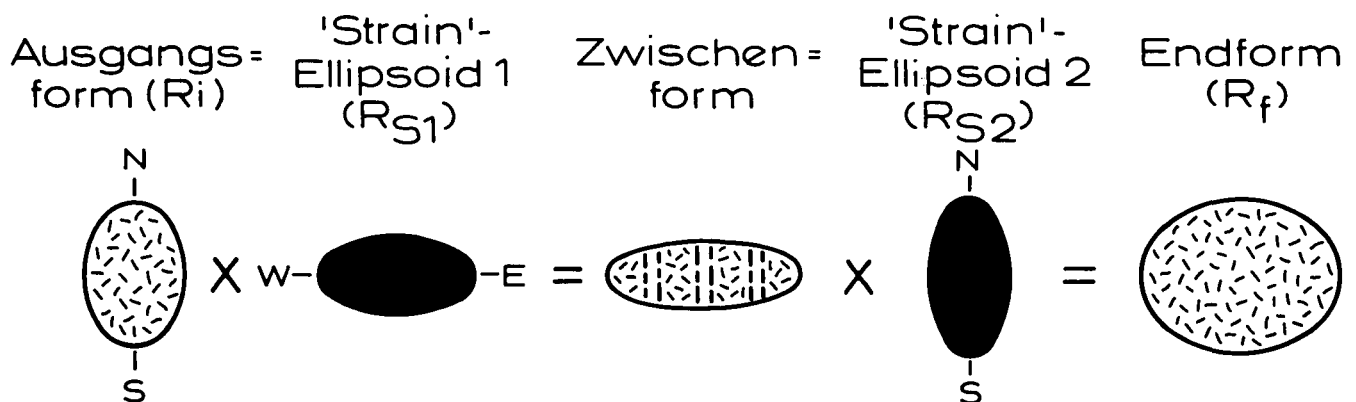 Ausgangs=
form (Ri)
'Strain'-
Ellipsoid 1
(RS1)
Zwischen=
form
'Strain'-
Ellipsoid 2
(RS2)
Endform
(Rf)
N
S
X
W
E
=
X
N
S
=